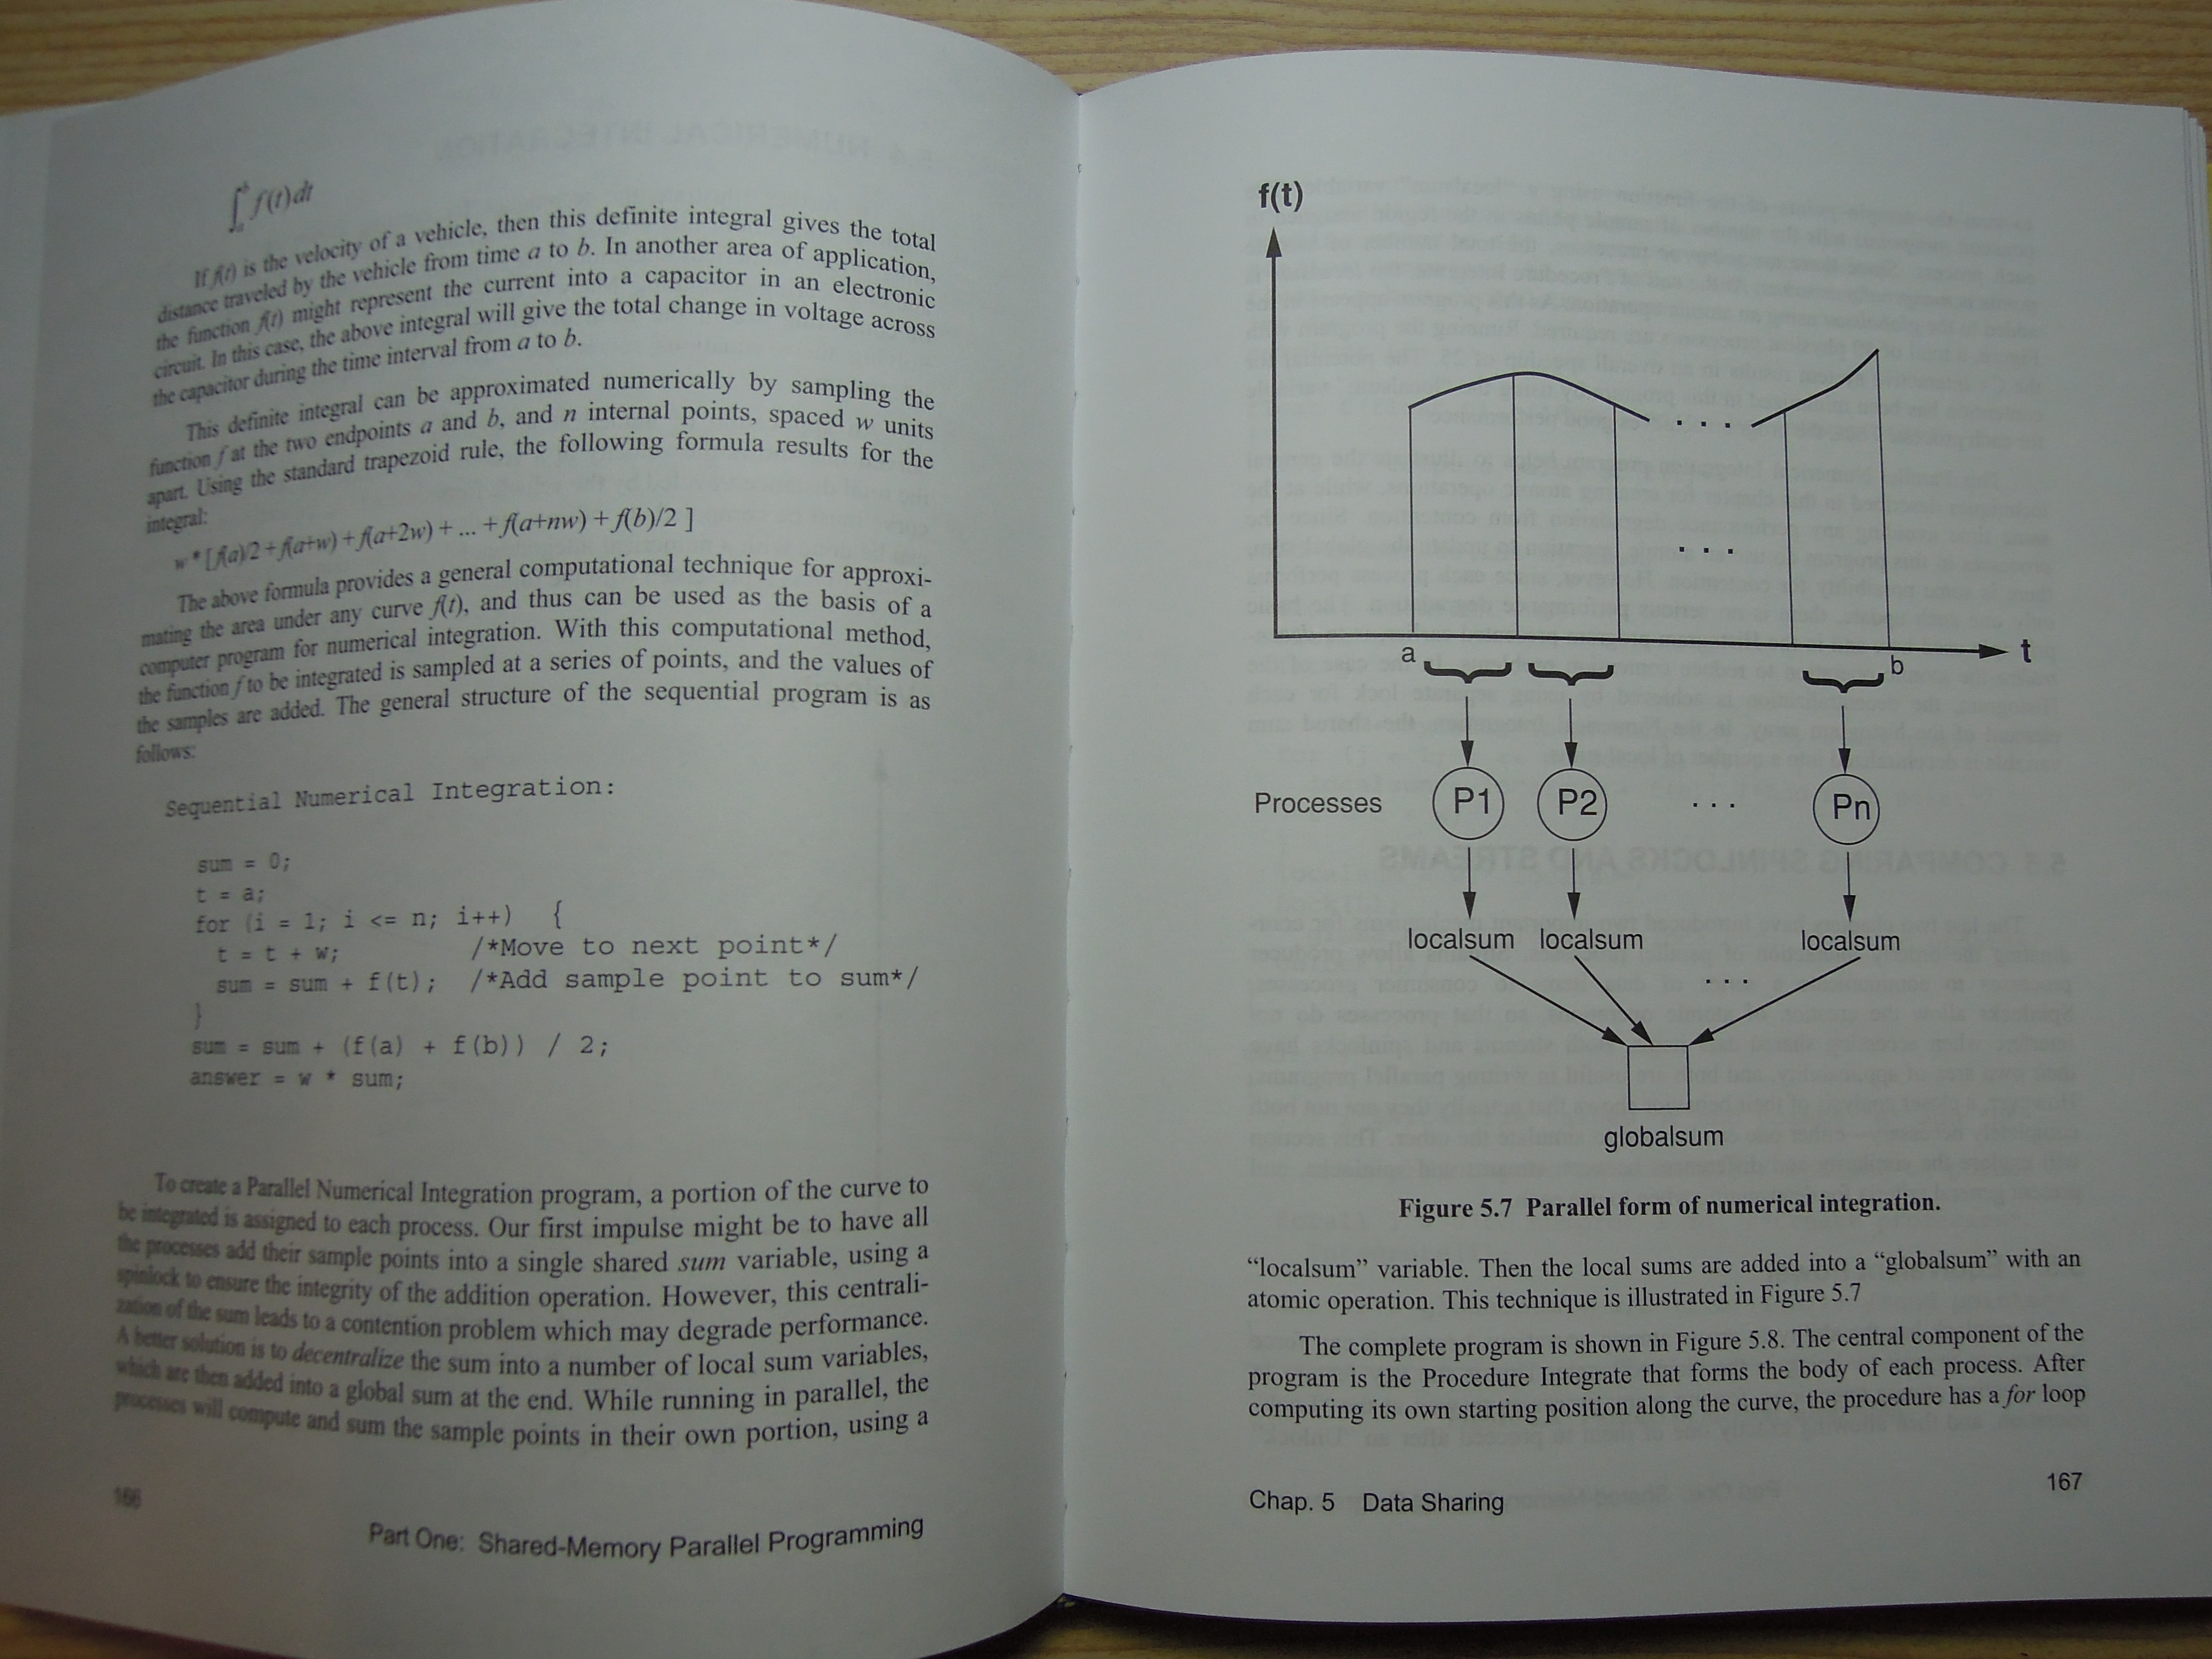 ∫ₐᵇ f(t)dt
If f(t) is the velocity of a vehicle, then this definite integral gives the total
distance traveled by the vehicle from time a to b. In another area of application,
the function f(t) might represent the current into a capacitor in an electronic
circuit. In this case, the above integral will give the total change in voltage across
the capacitor during the time interval from a to b.
This definite integral can be approximated numerically by sampling the
function f at the two endpoints a and b, and n internal points, spaced w units
apart. Using the standard trapezoid rule, the following formula results for the
integral:
w * [ f(a)/2 + f(a+w) + f(a+2w) + ... + f(a+nw) + f(b)/2 ]
The above formula provides a general computational technique for approxi-
mating the area under any curve f(t), and thus can be used as the basis of a
computer program for numerical integration. With this computational method,
the function f to be integrated is sampled at a series of points, and the values of
the samples are added. The general structure of the sequential program is as
follows:
Sequential Numerical Integration:
sum = 0;
t = a;
for (i = 1; i <= n; i++) {
t = t + w; /*Move to next point*/
sum = sum + f(t); /*Add sample point to sum*/
}
sum = sum + (f(a) + f(b)) / 2;
answer = w * sum;
To create a Parallel Numerical Integration program, a portion of the curve to
be integrated is assigned to each process. Our first impulse might be to have all
the processes add their sample points into a single shared sum variable, using a
spinlock to ensure the integrity of the addition operation. However, this centrali-
zation of the sum leads to a contention problem which may degrade performance.
A better solution is to decentralize the sum into a number of local sum variables,
which are then added into a global sum at the end. While running in parallel, the
processes will compute and sum the sample points in their own portion, using a
166
Part One: Shared-Memory Parallel Programming
f(t)
. . .
. . .
a
b
t
Processes P1 P2 . . . Pn
localsum localsum localsum
. . .
globalsum
Figure 5.7 Parallel form of numerical integration.
“localsum” variable. Then the local sums are added into a “globalsum” with an
atomic operation. This technique is illustrated in Figure 5.7
The complete program is shown in Figure 5.8. The central component of the
program is the Procedure Integrate that forms the body of each process. After
computing its own starting position along the curve, the procedure has a for loop
Chap. 5 Data Sharing
167